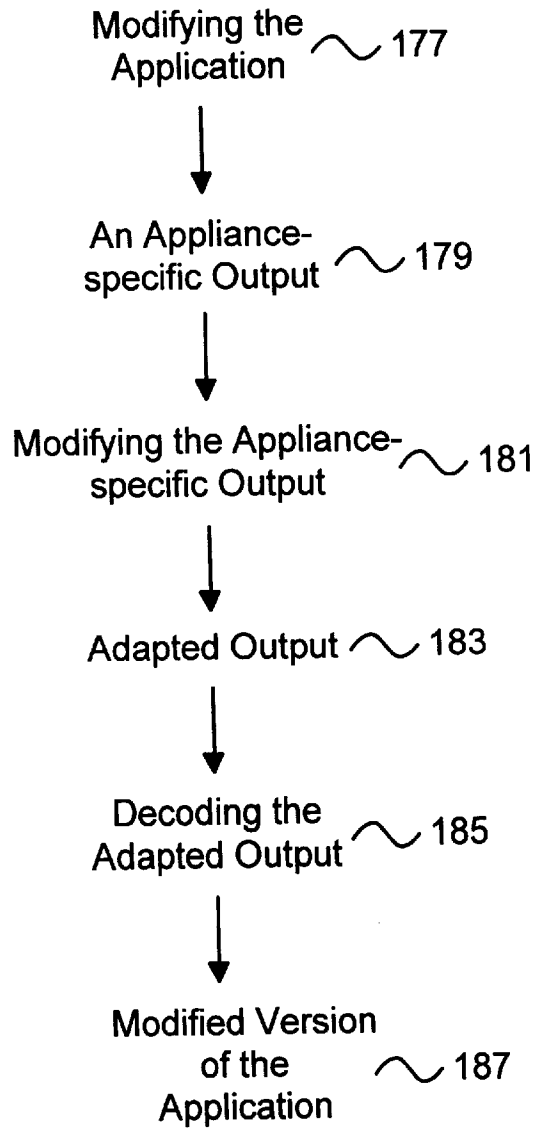 Modifying the
Application
177
An Appliance-
specific Output
179
Modifying the Appliance-
specific Output
181
Adapted Output 183
Decoding the
Adapted Output
185
Modified Version
of the
Application
187